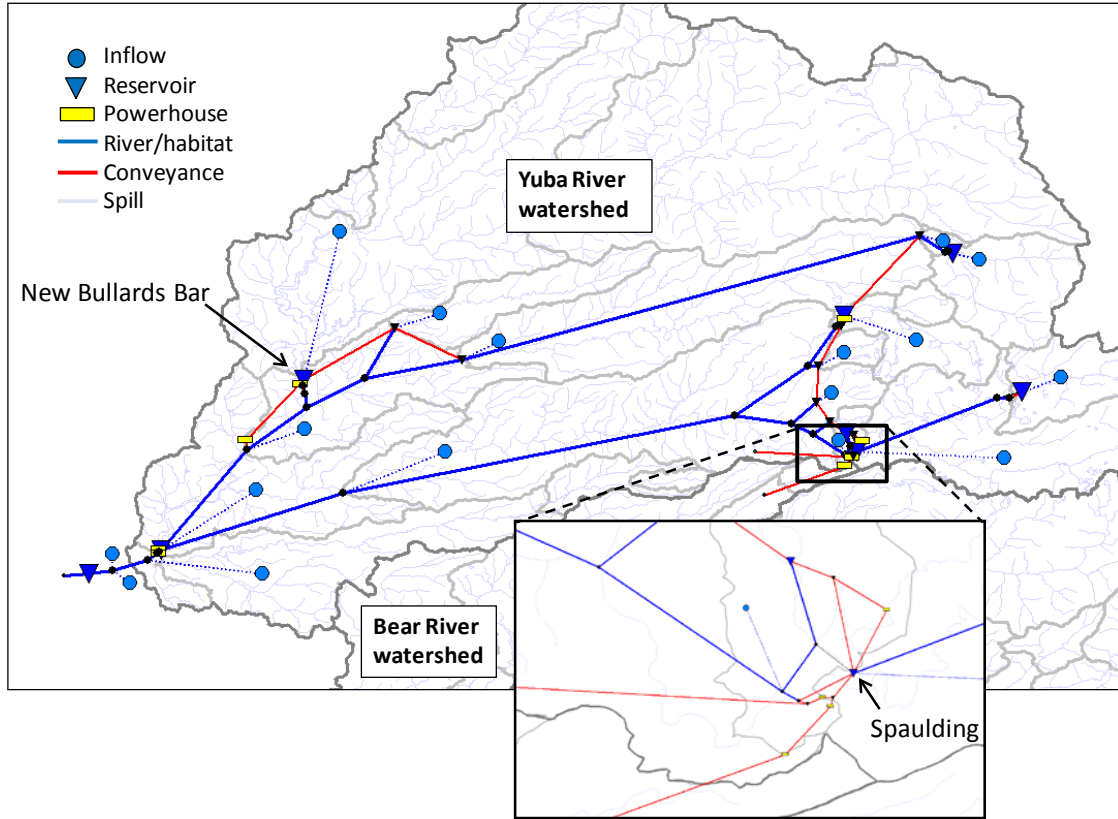 Inflow
Reservoir
Powerhouse
River/habitat
Conveyance
Spill
Yuba River
watershed
New Bullards Bar
Bear River
watershed
Spaulding